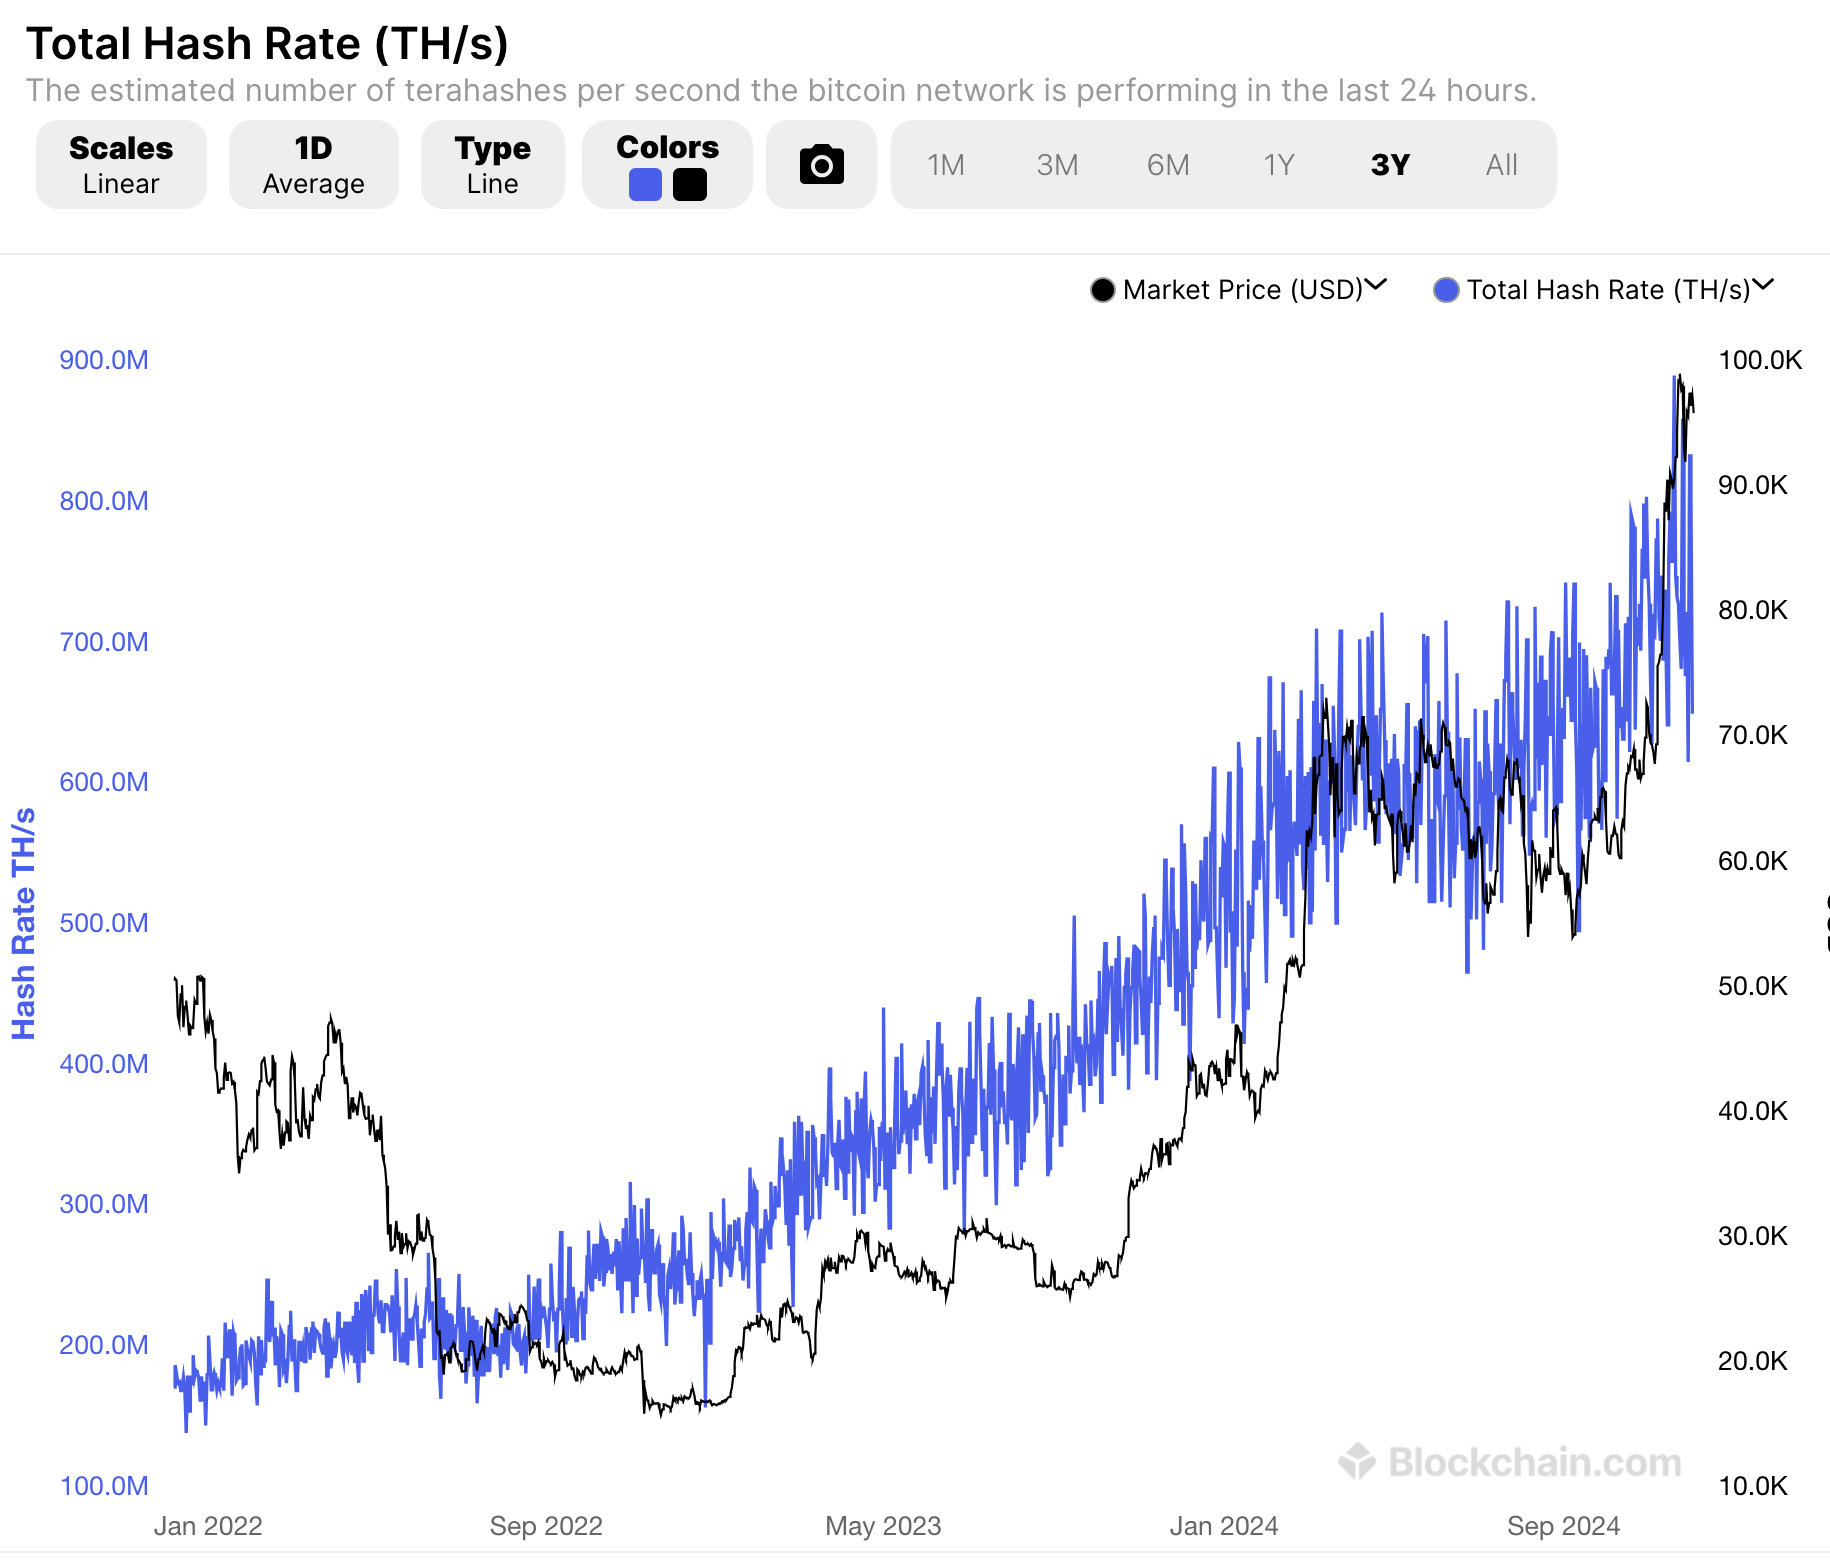 Total Hash Rate (TH/s)
The estimated number of terahashes per second the bitcoin network is performing in the last 24 hours.
Scales
Linear
1D
Average
Type
Line
Colors
1M 3M 6M 1Y 3Y All
Market Price (USD) Total Hash Rate (TH/s)
900.0M
800.0M
700.0M
600.0M
500.0M
400.0M
300.0M
200.0M
100.0M
Hash Rate TH/s
100.0K
90.0K
80.0K
70.0K
60.0K
50.0K
40.0K
30.0K
20.0K
10.0K
Blockchain.com
Jan 2022 Sep 2022 May 2023 Jan 2024 Sep 2024